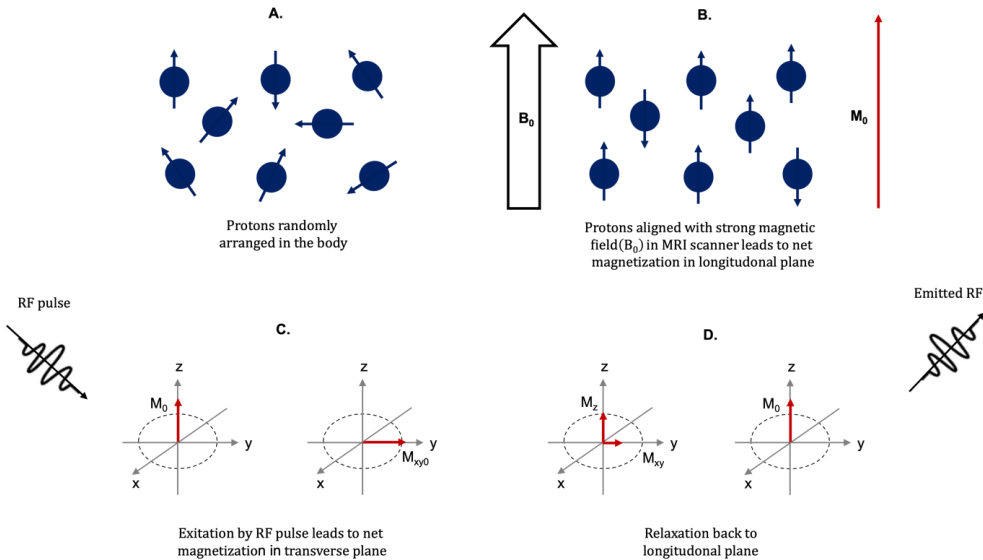 A.
B.
B₀
M₀
Protons randomly
arranged in the body
Protons aligned with strong magnetic
field(B₀) in MRI scanner leads to net
magnetization in longitudonal plane
RF pulse
Emitted RF
C.
D.
z
M₀
y
x
z
y
Mxy0
x
z
Mz
y
Mxy
x
z
M₀
y
x
Exitation by RF pulse leads to net
magnetization in transverse plane
Relaxation back to
longitudonal plane